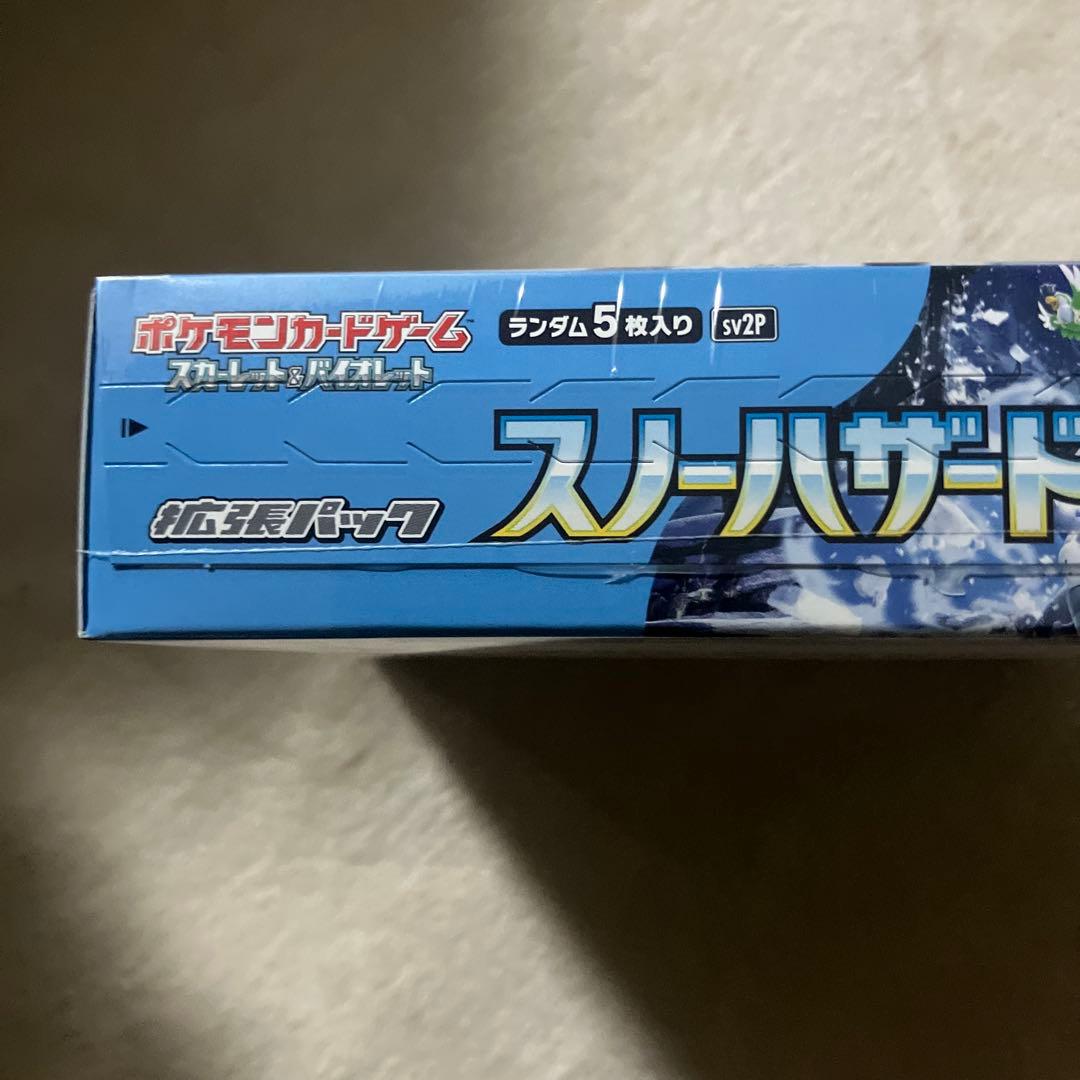 ポケモンカードゲーム™
スカーレット&バイオレット
ランダム5枚入り SV2P
スノーハザード
拡張パック